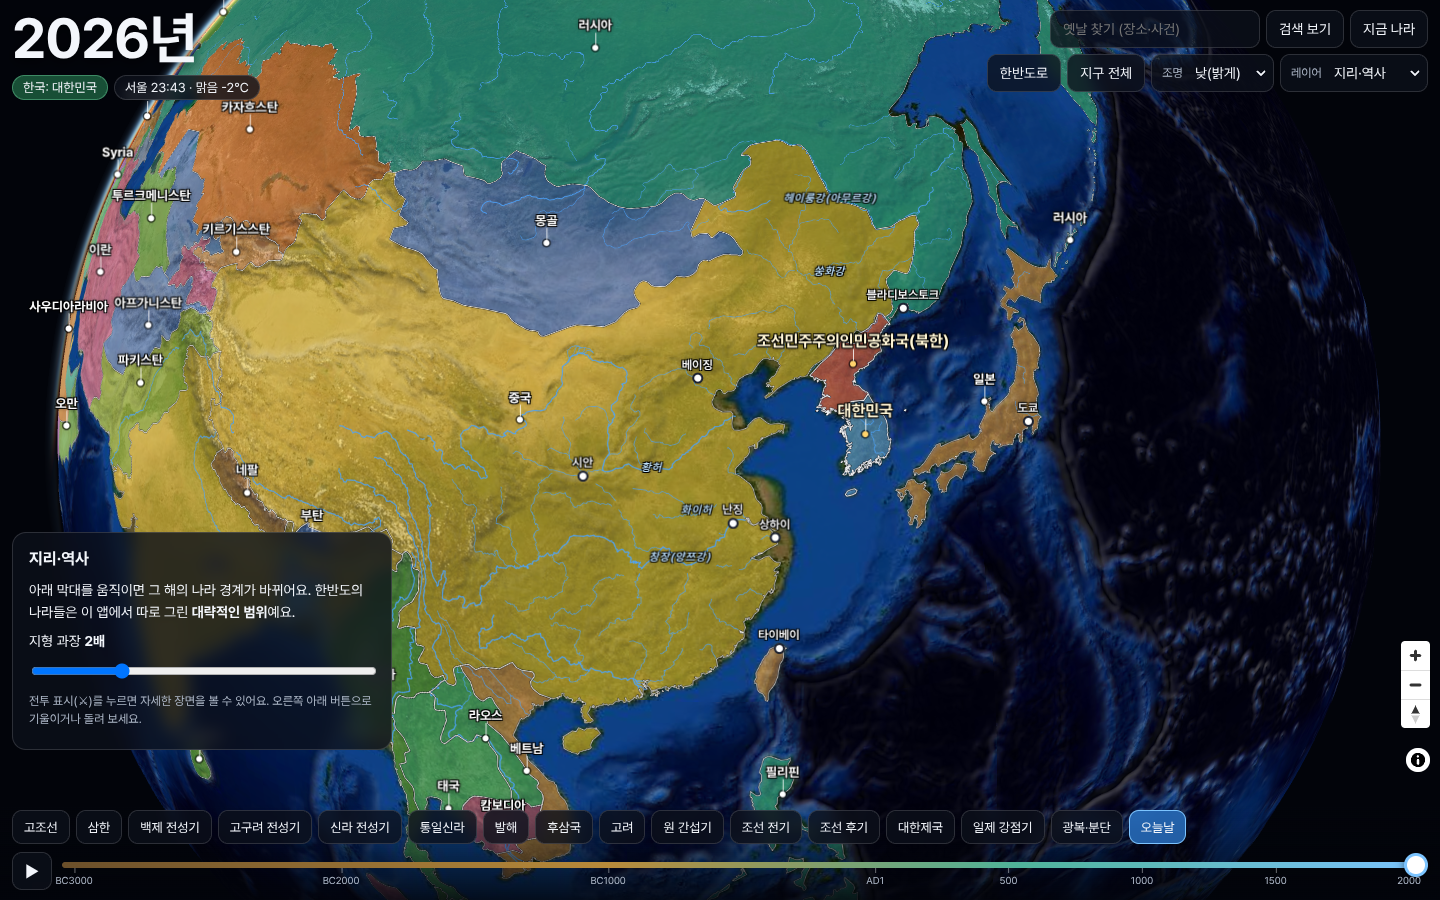 2026년
한국: 대한민국
서울 23:43 · 맑음 -2°C
옛날 찾기 (장소·사건)
검색 보기
지금 나라
한반도로
지구 전체
조명 낮(밝게)
레이어 지리·역사
러시아
카자흐스탄
Syria
투르크메니스탄
헤이룽강(아무르강)
러시아
몽골
키르기스스탄
이란
쑹화강
블라디보스토크
사우디아라비아
아프가니스탄
조선민주주의인민공화국(북한)
파키스탄
베이징
일본
오만
중국
대한민국
도쿄
시안
황허
네팔
화이허
난징
부탄
상하이
창장(양쯔강)
지리·역사
아래 막대를 움직이면 그 해의 나라 경계가 바뀌어요. 한반도의
나라들은 이 앱에서 따로 그린 대략적인 범위예요.
지형 과장 2배
전투 표시(⚔)를 누르면 자세한 장면을 볼 수 있어요. 오른쪽 아래 버튼으로
기울이거나 돌려 보세요.
타이베이
라오스
베트남
필리핀
태국
캄보디아
고조선
삼한
백제 전성기
고구려 전성기
신라 전성기
통일신라
발해
후삼국
고려
원 간섭기
조선 전기
조선 후기
대한제국
일제 강점기
광복·분단
오늘날
BC3000
BC2000
BC1000
AD1
500
1000
1500
2000